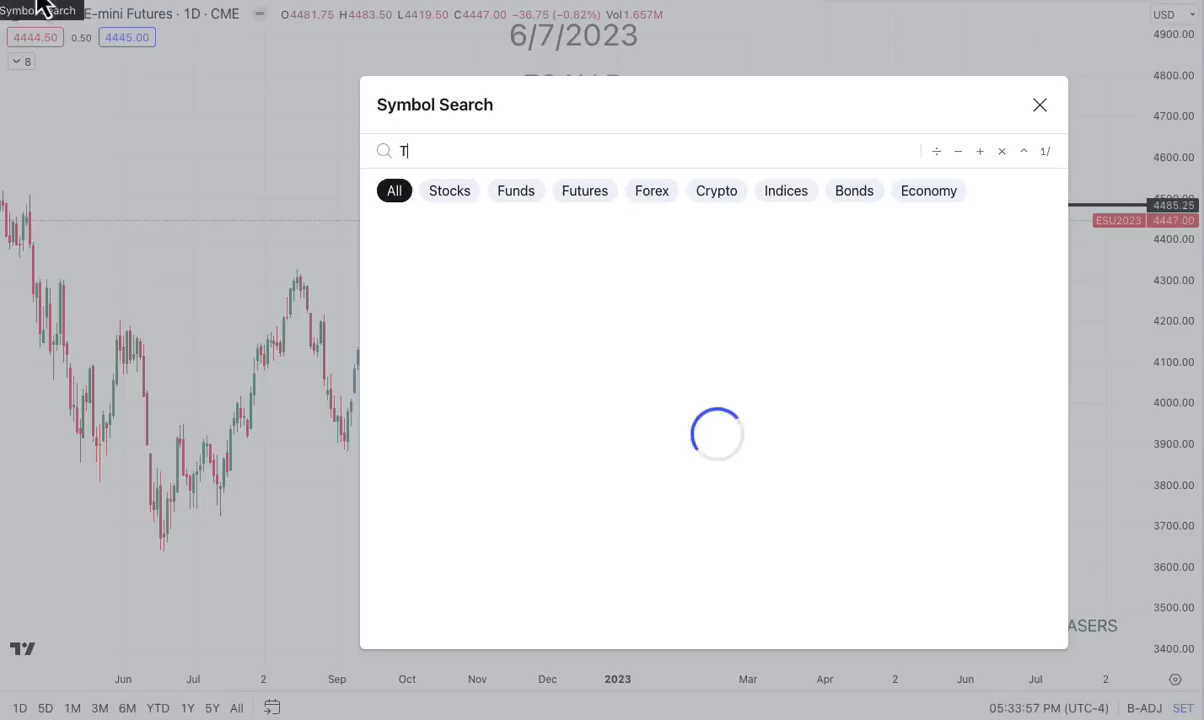 Symbol Search
E-mini Futures · 1D · CME O4481.75 H4483.50 L4419.50 C4447.00 −36.75 (−0.82%) Vol1.657M
USD
4444.50 0.50 4445.00
6/7/2023
8
Symbol Search
T
÷ − + × ^ 1/
All Stocks Funds Futures Forex Crypto Indices Bonds Economy
4900.00
4800.00
4700.00
4600.00
4485.25
ESU2023 4447.00
4400.00
4300.00
4200.00
4100.00
4000.00
3900.00
3800.00
3700.00
3600.00
3500.00
ASERS
3400.00
Jun Jul 2 Sep Oct Nov Dec 2023 Mar Apr 2 Jun Jul 2
1D 5D 1M 3M 6M YTD 1Y 5Y All
05:33:57 PM (UTC-4) B-ADJ SET